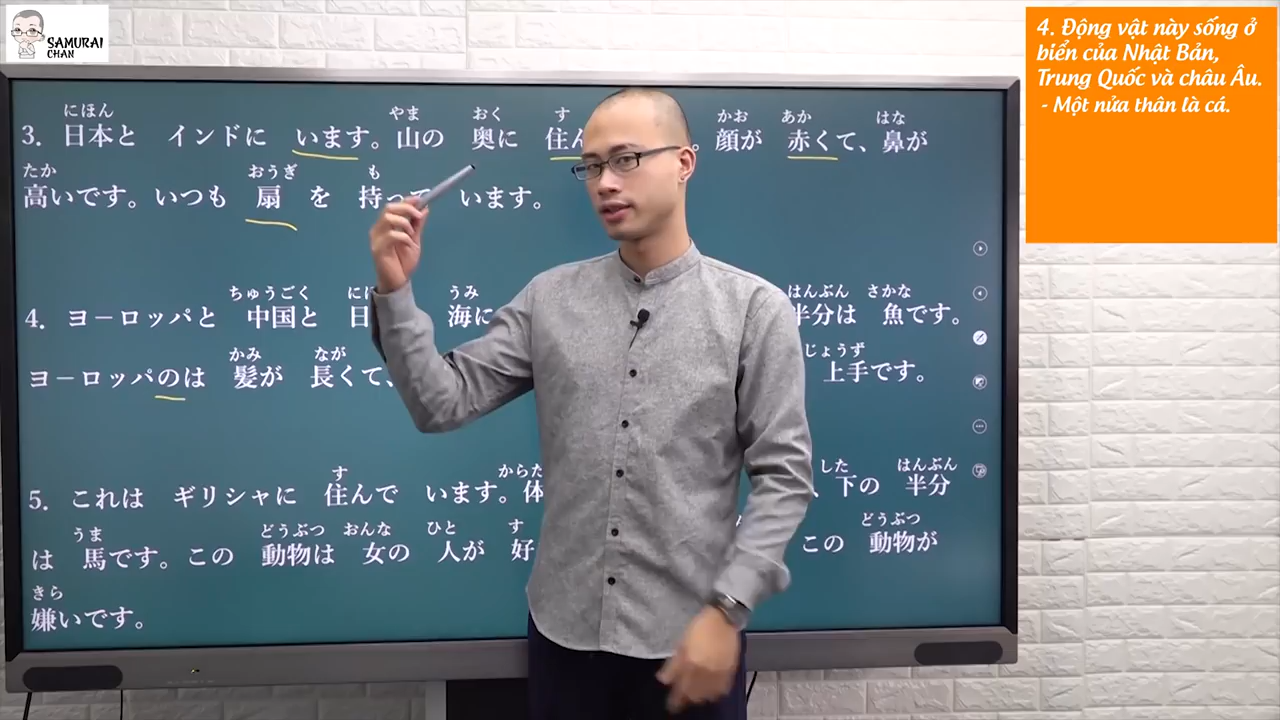 SAMURAI
CHAN
4. Động vật này sống ở
biển của Nhật Bản,
Trung Quốc và châu Âu.
- Một nửa thân là cá.
にほん やま おく す かお あか はな
3. 日本と インドに います。山の 奥に 住ん 。顔が 赤くて、鼻が
たか おうぎ も
高いです。いつも 扇 を 持って います。
ちゅうごく うみ はんぶん さかな
4. ヨーロッパと 中国と 日 海に 半分は 魚です。
かみ なが じょうず
ヨーロッパのは 髪が 長くて、 上手です。
す からだ した はんぶん
5. これは ギリシャに 住んで います。体 、下の 半分
うま どうぶつ おんな ひと す どうぶつ
は 馬です。この 動物は 女の 人が 好 この 動物が
きら
嫌いです。